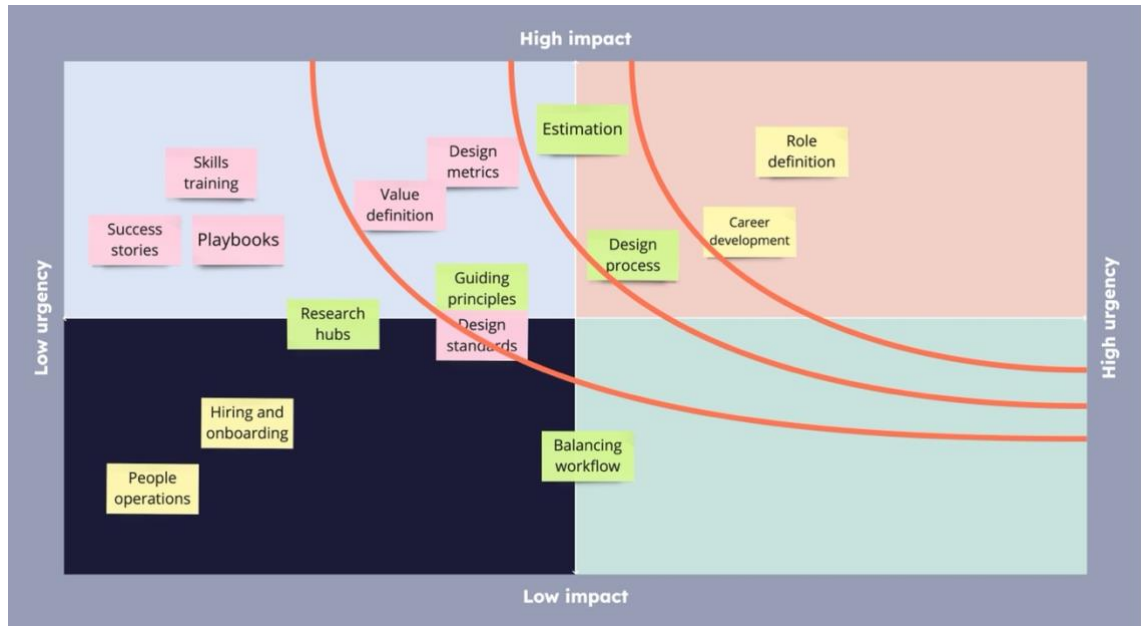 High impact
Estimation
Role
definition
Design
metrics
Skills
training
Value
definition
Success
stories
Playbooks
Career
development
Design
process
Guiding
principles
Low urgency
High urgency
Research
hubs
Design
standards
Hiring and
onboarding
Balancing
workflow
People
operations
Low impact